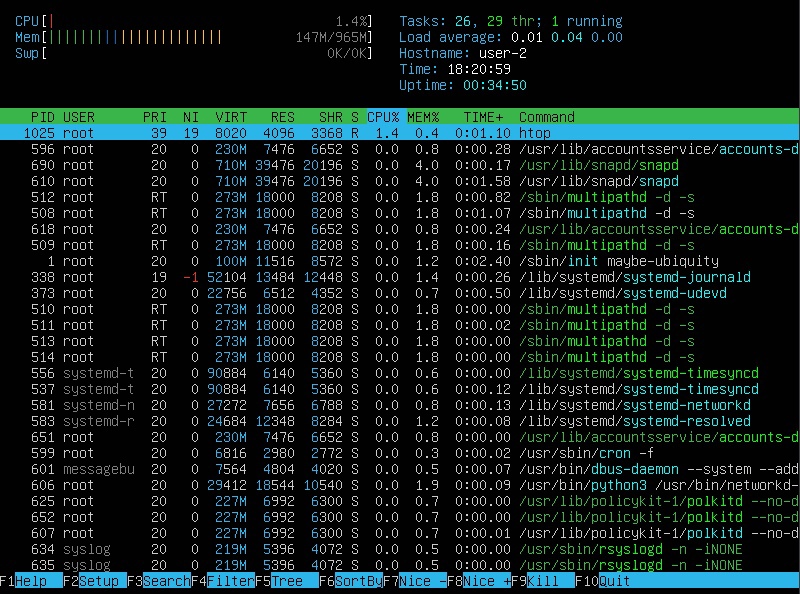 CPU[| 1.4%] Tasks: 26, 29 thr; 1 running
Mem[|||||||||||||||||||||| 147M/965M] Load average: 0.01 0.04 0.00
Swp[ 0K/0K] Hostname: user-2
Time: 18:20:59
Uptime: 00:34:50
PID USER PRI NI VIRT RES SHR S CPU% MEM% TIME+ Command
1025 root 39 19 8020 4096 3368 R 1.4 0.4 0:01.10 htop
596 root 20 0 230M 7476 6652 S 0.0 0.8 0:00.28 /usr/lib/accountsservice/accounts-d
690 root 20 0 710M 39476 20196 S 0.0 4.0 0:00.17 /usr/lib/snapd/snapd
610 root 20 0 710M 39476 20196 S 0.0 4.0 0:01.58 /usr/lib/snapd/snapd
512 root RT 0 273M 18000 8208 S 0.0 1.8 0:00.82 /sbin/multipathd -d -s
508 root RT 0 273M 18000 8208 S 0.0 1.8 0:01.07 /sbin/multipathd -d -s
618 root 20 0 230M 7476 6652 S 0.0 0.8 0:00.24 /usr/lib/accountsservice/accounts-d
509 root RT 0 273M 18000 8208 S 0.0 1.8 0:00.16 /sbin/multipathd -d -s
1 root 20 0 100M 11516 8572 S 0.0 1.2 0:02.40 /sbin/init maybe-ubiquity
338 root 19 -1 52104 13484 12448 S 0.0 1.4 0:00.26 /lib/systemd/systemd-journald
373 root 20 0 22756 6512 4352 S 0.0 0.7 0:00.50 /lib/systemd/systemd-udevd
510 root RT 0 273M 18000 8208 S 0.0 1.8 0:00.00 /sbin/multipathd -d -s
511 root RT 0 273M 18000 8208 S 0.0 1.8 0:00.02 /sbin/multipathd -d -s
513 root RT 0 273M 18000 8208 S 0.0 1.8 0:00.00 /sbin/multipathd -d -s
514 root RT 0 273M 18000 8208 S 0.0 1.8 0:00.00 /sbin/multipathd -d -s
556 systemd-t 20 0 90884 6140 5360 S 0.0 0.6 0:00.00 /lib/systemd/systemd-timesyncd
537 systemd-t 20 0 90884 6140 5360 S 0.0 0.6 0:00.12 /lib/systemd/systemd-timesyncd
581 systemd-n 20 0 27272 7656 6788 S 0.0 0.8 0:00.13 /lib/systemd/systemd-networkd
583 systemd-r 20 0 24684 12348 8284 S 0.0 1.2 0:00.08 /lib/systemd/systemd-resolved
651 root 20 0 230M 7476 6652 S 0.0 0.8 0:00.00 /usr/lib/accountsservice/accounts-d
599 root 20 0 6816 2980 2772 S 0.0 0.3 0:00.02 /usr/sbin/cron -f
601 messagebu 20 0 7564 4804 4020 S 0.0 0.5 0:00.07 /usr/bin/dbus-daemon --system --add
606 root 20 0 29412 18544 10540 S 0.0 1.9 0:00.09 /usr/bin/python3 /usr/bin/networkd-
625 root 20 0 227M 6992 6300 S 0.0 0.7 0:00.00 /usr/lib/policykit-1/polkitd --no-d
652 root 20 0 227M 6992 6300 S 0.0 0.7 0:00.00 /usr/lib/policykit-1/polkitd --no-d
607 root 20 0 227M 6992 6300 S 0.0 0.7 0:00.01 /usr/lib/policykit-1/polkitd --no-d
634 syslog 20 0 219M 5396 4072 S 0.0 0.5 0:00.00 /usr/sbin/rsyslogd -n -iNONE
635 syslog 20 0 219M 5396 4072 S 0.0 0.5 0:00.00 /usr/sbin/rsyslogd -n -iNONE
F1Help F2Setup F3SearchF4FilterF5Tree F6SortByF7Nice -F8Nice +F9Kill F10Quit